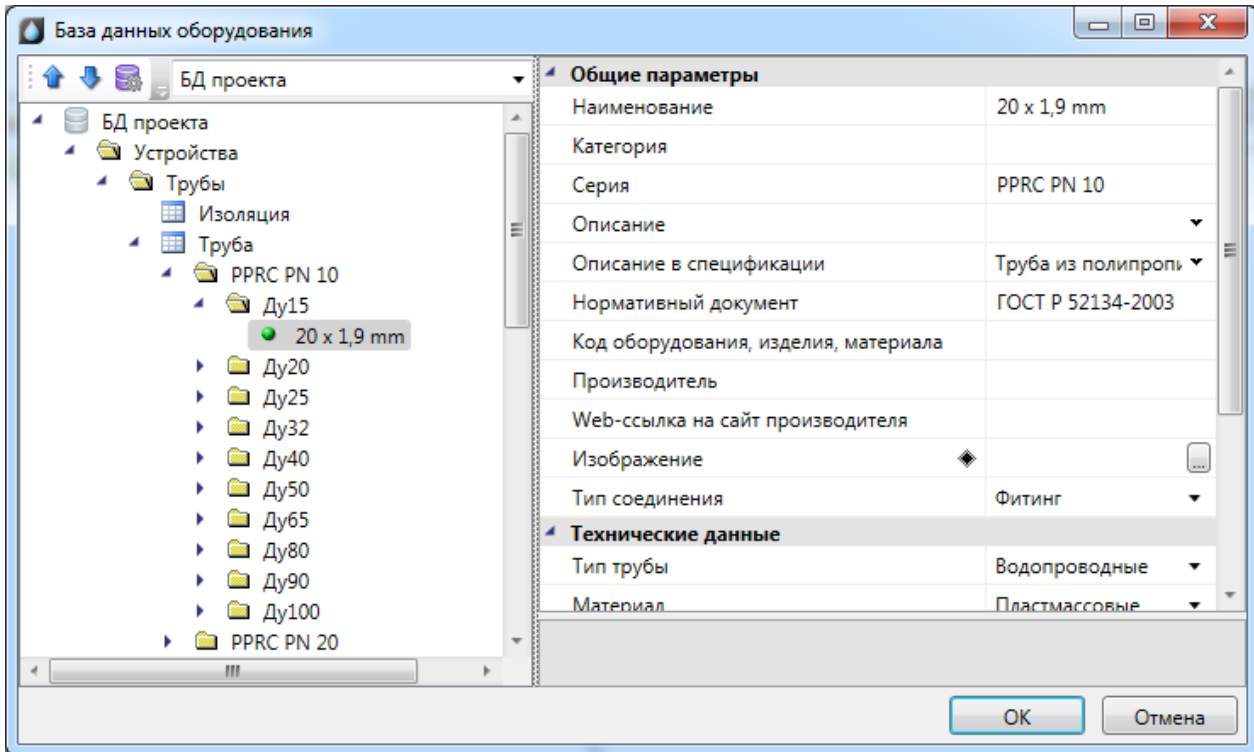 База данных оборудования
БД проекта
БД проекта
Устройства
Трубы
Изоляция
Труба
PPRC PN 10
Ду15
20 x 1,9 mm
Ду20
Ду25
Ду32
Ду40
Ду50
Ду65
Ду80
Ду90
Ду100
PPRC PN 20
Общие параметры
Наименование 20 x 1,9 mm
Категория
Серия PPRC PN 10
Описание
Описание в спецификации Труба из полипропи
Нормативный документ ГОСТ Р 52134-2003
Код оборудования, изделия, материала
Производитель
Web-ссылка на сайт производителя
Изображение ...
Тип соединения Фитинг
Технические данные
Тип трубы Водопроводные
Материал Пластмассовые
OK Отмена